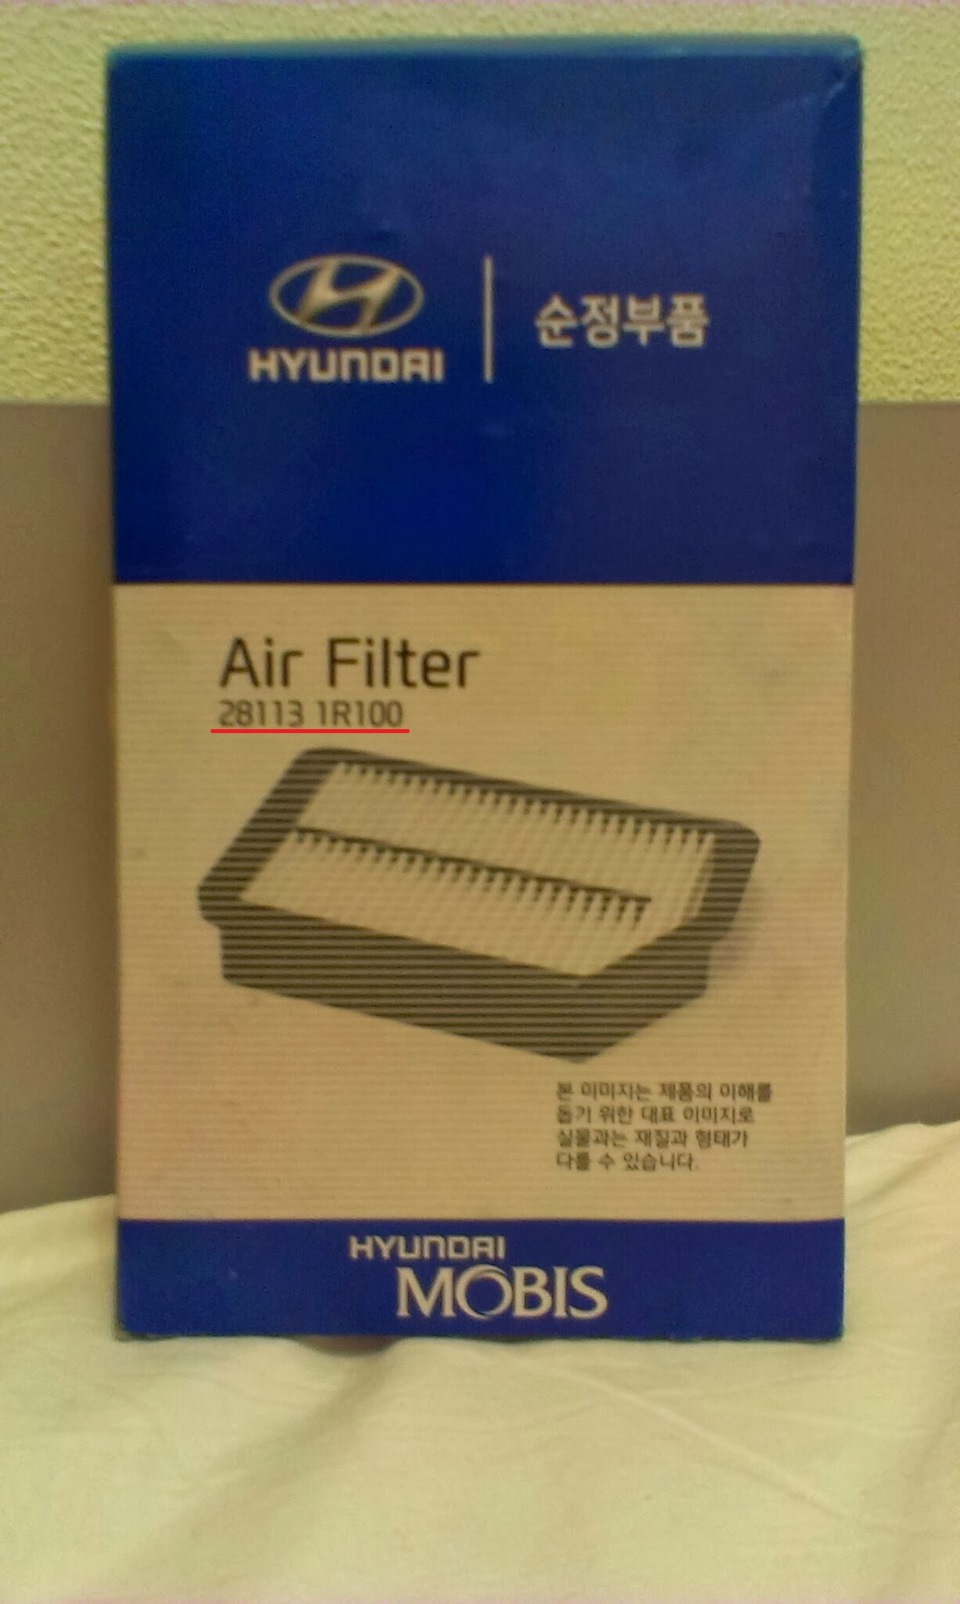 HYUNDAI
순정부품
Air Filter
28113 1R100
본 이미지는 제품의 이해를
돕기 위한 대표 이미지로
실물과는 재질과 형태가
다를 수 있습니다.
HYUNDAI
MOBIS